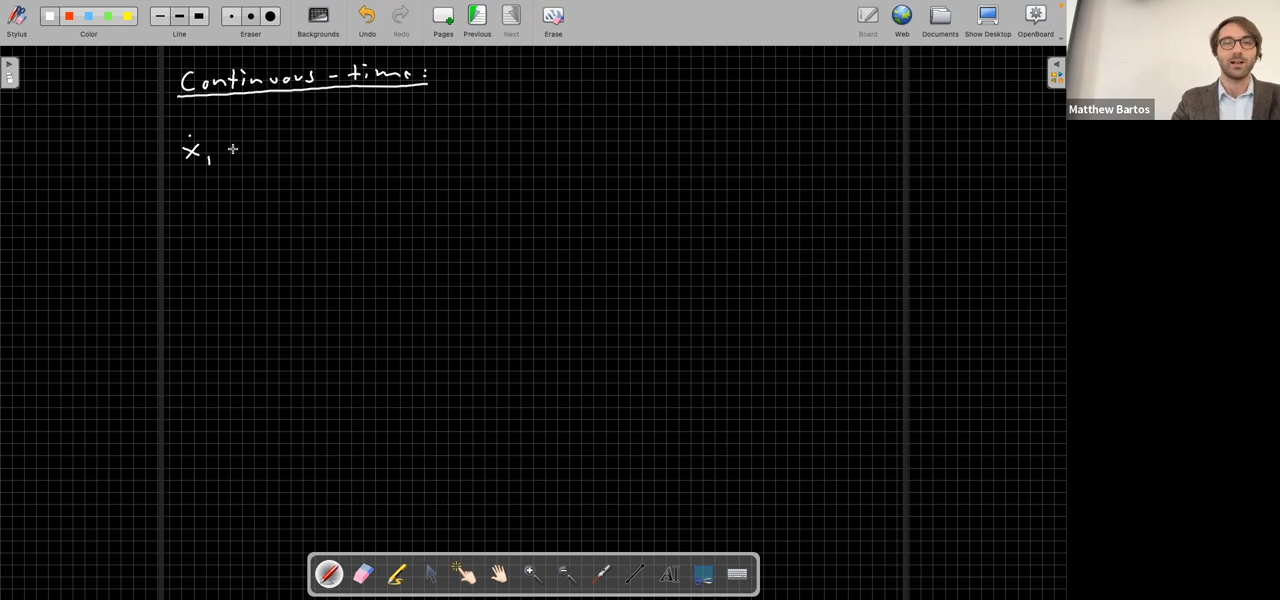 Stylus Color Line Eraser Backgrounds Undo Redo Pages Previous Next Erase Board Web Documents Show Desktop OpenBoard
Matthew Bartos
Continuous-time:
ẋ₁